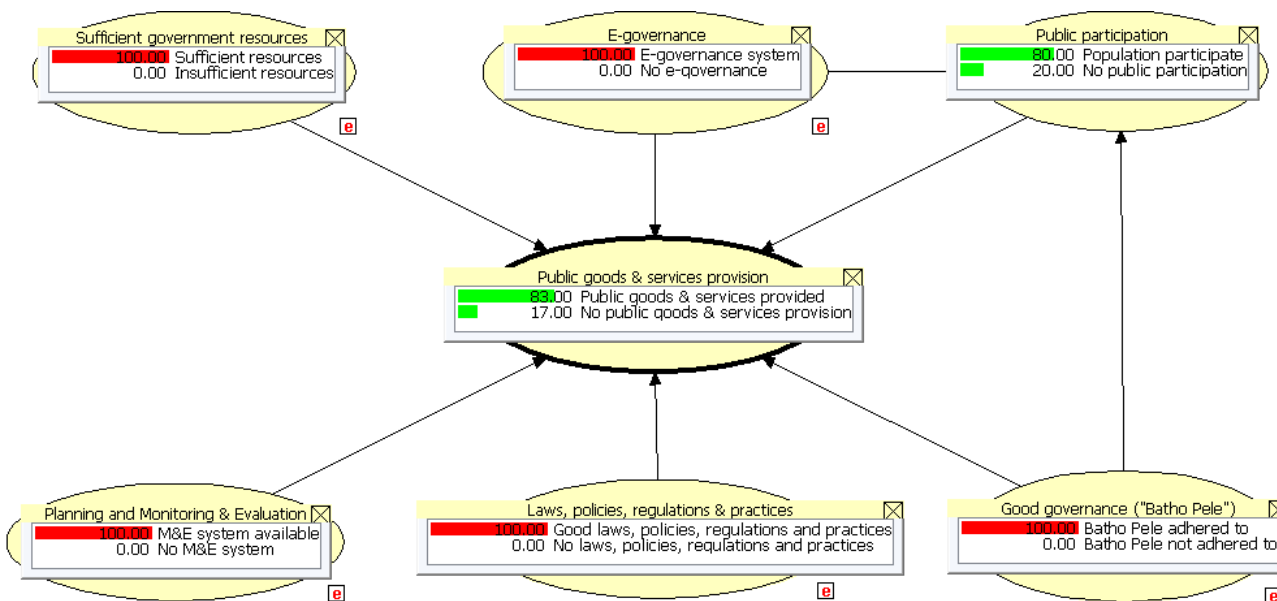 Sufficient government resources
100.00 Sufficient resources
0.00 Insufficient resources
e
E-governance
100.00 E-governance system
0.00 No e-governance
e
Public participation
80.00 Population participate
20.00 No public participation
Public goods & services provision
83.00 Public goods & services provided
17.00 No public goods & services provision
Planning and Monitoring & Evaluation
100.00 M&E system available
0.00 No M&E system
e
Laws, policies, regulations & practices
100.00 Good laws, policies, regulations and practices
0.00 No laws, policies, regulations and practices
e
Good governance ("Batho Pele")
100.00 Batho Pele adhered to
0.00 Batho Pele not adhered to
e